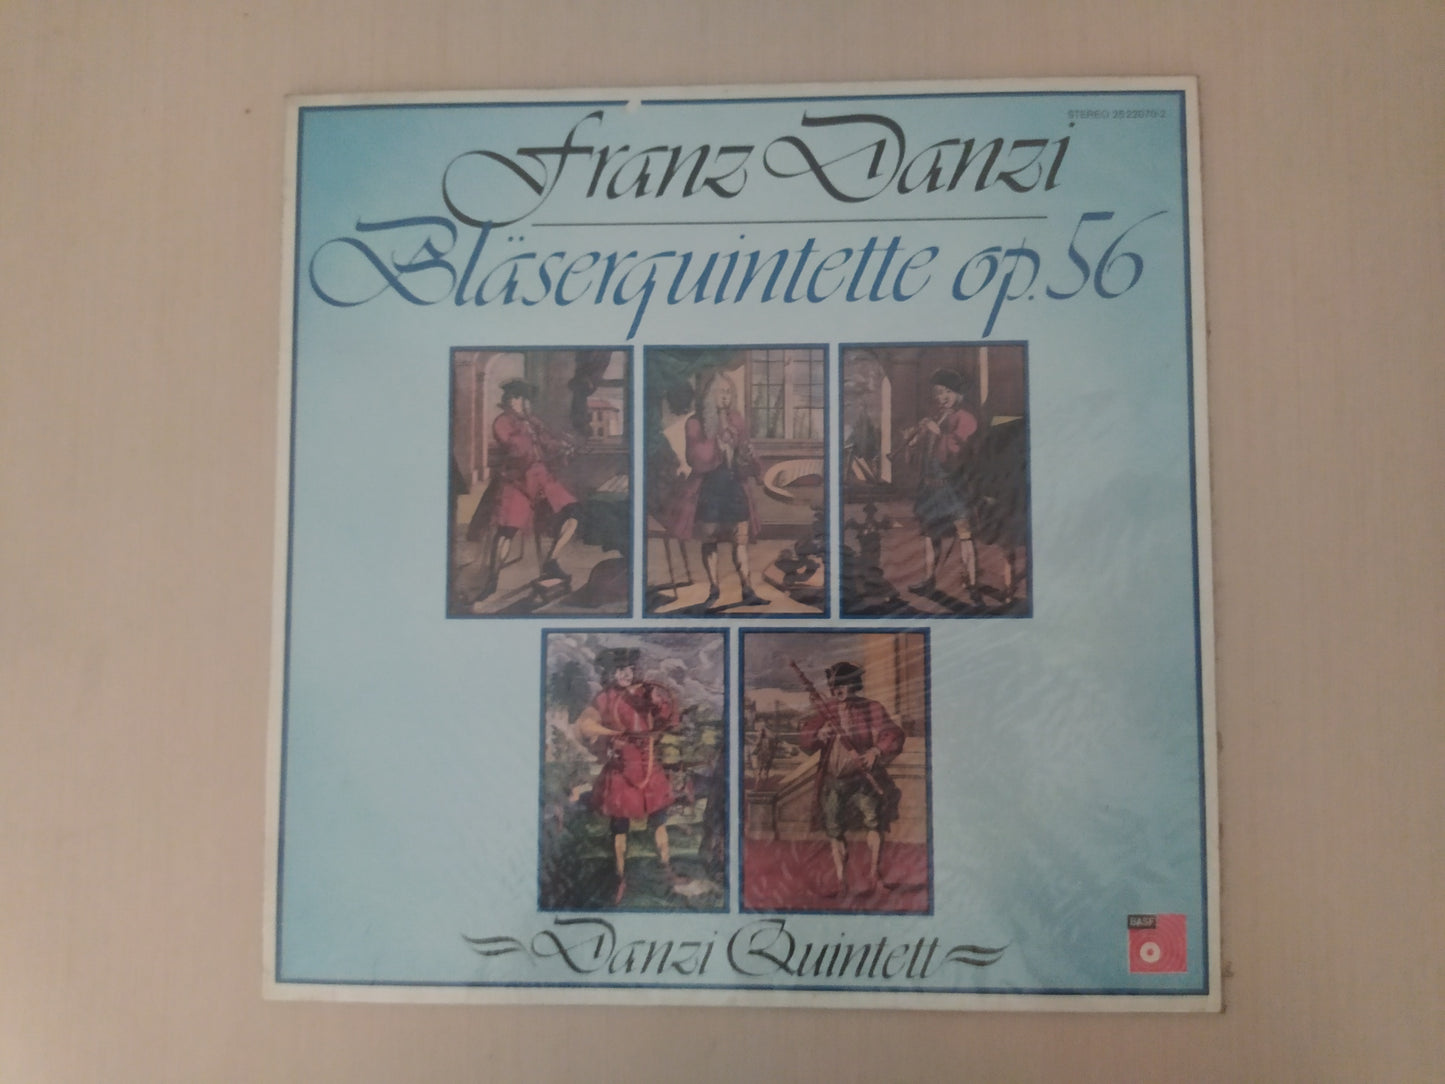 STEREO 25 22070-2
Franz Danzi
Bläserquintette op. 56
Danzi Quintett
BASF